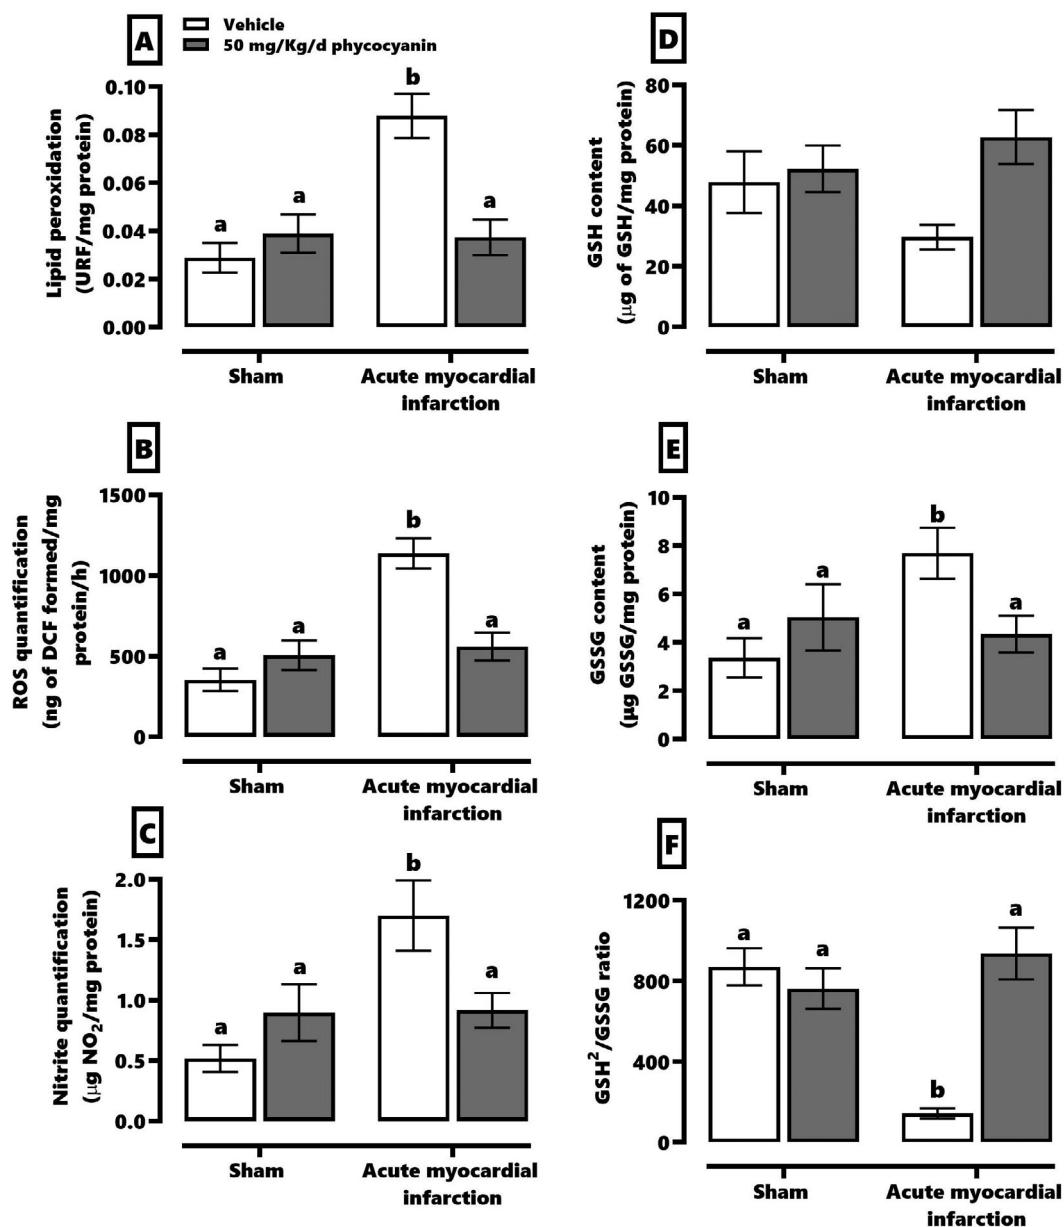 A
Vehicle
50 mg/Kg/d phycocyanin
Lipid peroxidation
(URF/mg protein)
0.10
0.08
0.06
0.04
0.02
0.00
a
a
b
a
Sham
Acute myocardial
infarction
D
GSH content
(μg of GSH/mg protein)
80
60
40
20
0
Sham
Acute myocardial
infarction
B
ROS quantification
(ng of DCF formed/mg
protein/h)
1500
1000
500
0
a
a
b
a
Sham
Acute myocardial
infarction
E
GSSG content
(μg GSSG/mg protein)
10
8
6
4
2
0
a
a
b
a
Sham
Acute myocardial
infarction
C
Nitrite quantification
(μg NO₂/mg protein)
2.0
1.5
1.0
0.5
0.0
a
a
b
a
Sham
Acute myocardial
infarction
F
GSH²/GSSG ratio
1200
800
400
0
a
a
b
a
Sham
Acute myocardial
infarction